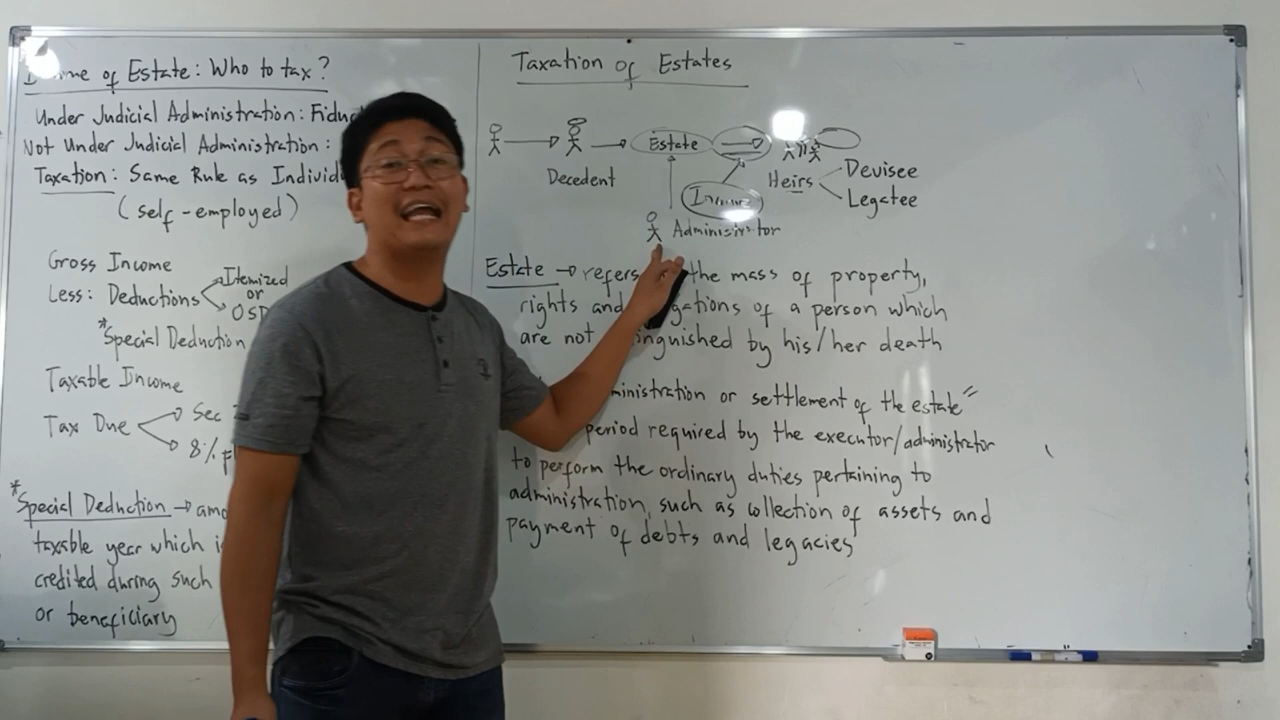 me of Estate: Who to tax?
Under Judicial Administration: Fidu
Not Under Judicial Administration:
Taxation: Same Rule as Individ
(self-employed)
Gross Income
Less: Deductions Itemized
or
OSD
*Special Deduction
Taxable Income
Tax Due Sec
8%
*Special Deduction → amo
taxable year which i
credited during such
or beneficiary
Taxation of Estates
Estate
Decedent
Heirs
Devisee
Legatee
Income
Administrator
Estate → refers the mass of property,
rights and gations of a person which
are not inguished by his/her death
ministration or settlement of the estate"
period required by the executor/administrator
to perform the ordinary duties pertaining to
administration, such as collection of assets and
payment of debts and legacies